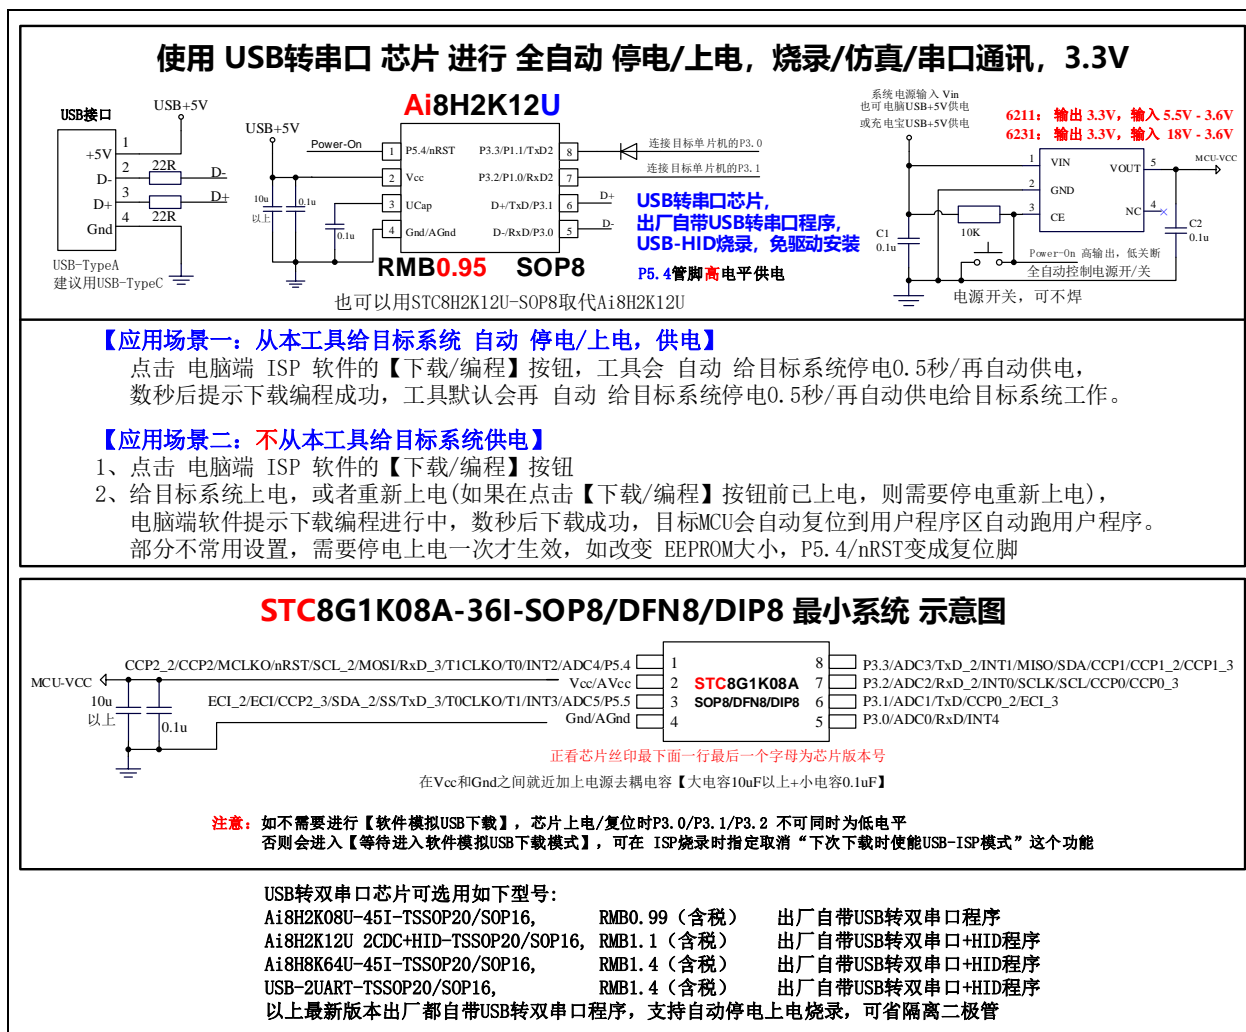 使用 USB转串口 芯片 进行 全自动 停电/上电，烧录/仿真/串口通讯，3.3V
USB接口
USB+5V
+5V
1
D-
2
22R
D-
D+
3
22R
D+
Gnd
4
USB-TypeA
建议用USB-TypeC
Ai8H2K12U
USB+5V
Power-On
10u
以上
0.1u
0.1u
1 P5.4/nRST
2 Vcc
3 UCap
4 Gnd/AGnd
P3.3/P1.1/TxD2 8
P3.2/P1.0/RxD2 7
D+/TxD/P3.1 6
D-/RxD/P3.0 5
连接目标单片机的P3.0
连接目标单片机的P3.1
D+
D-
RMB0.95 SOP8
USB转串口芯片，
出厂自带USB转串口程序，
USB-HID烧录，免驱动安装
P5.4管脚高电平供电
也可以用STC8H2K12U-SOP8取代Ai8H2K12U
系统电源输入 Vin
也可电脑USB+5V供电
或充电宝USB+5V供电
6211： 输出 3.3V，输入 5.5V - 3.6V
6231： 输出 3.3V，输入 18V - 3.6V
1 VIN
2 GND
3 CE
VOUT 5
NC 4
MCU-VCC
C1
0.1u
10K
C2
0.1u
Power-On 高输出，低关断
全自动控制电源开/关
电源开关，可不焊
【应用场景一：从本工具给目标系统 自动 停电/上电，供电】
点击 电脑端 ISP 软件的【下载/编程】按钮，工具会 自动 给目标系统停电0.5秒/再自动供电，
数秒后提示下载编程成功，工具默认会再 自动 给目标系统停电0.5秒/再自动供电给目标系统工作。
【应用场景二：不从本工具给目标系统供电】
1、点击 电脑端 ISP 软件的【下载/编程】按钮
2、给目标系统上电，或者重新上电(如果在点击【下载/编程】按钮前已上电，则需要停电重新上电)，
电脑端软件提示下载编程进行中，数秒后下载成功，目标MCU会自动复位到用户程序区自动跑用户程序。
部分不常用设置，需要停电上电一次才生效，如改变 EEPROM大小，P5.4/nRST变成复位脚
STC8G1K08A-36I-SOP8/DFN8/DIP8 最小系统 示意图
MCU-VCC
10u
以上
0.1u
CCP2_2/CCP2/MCLKO/nRST/SCL_2/MOSI/RxD_3/T1CLKO/T0/INT2/ADC4/P5.4 1
Vcc/AVcc 2
ECI_2/ECI/CCP2_3/SDA_2/SS/TxD_3/T0CLKO/T1/INT3/ADC5/P5.5 3
Gnd/AGnd 4
STC8G1K08A
SOP8/DFN8/DIP8
8 P3.3/ADC3/TxD_2/INT1/MISO/SDA/CCP1/CCP1_2/CCP1_3
7 P3.2/ADC2/RxD_2/INT0/SCLK/SCL/CCP0/CCP0_3
6 P3.1/ADC1/TxD/CCP0_2/ECI_3
5 P3.0/ADC0/RxD/INT4
正看芯片丝印最下面一行最后一个字母为芯片版本号
在Vcc和Gnd之间就近加上电源去耦电容【大电容10uF以上+小电容0.1uF】
注意：如不需要进行【软件模拟USB下载】，芯片上电/复位时P3.0/P3.1/P3.2 不可同时为低电平
否则会进入【等待进入软件模拟USB下载模式】，可在 ISP烧录时指定取消“下次下载时使能USB-ISP模式”这个功能
USB转双串口芯片可选用如下型号:
Ai8H2K08U-45I-TSSOP20/SOP16, RMB0.99（含税） 出厂自带USB转双串口程序
Ai8H2K12U 2CDC+HID-TSSOP20/SOP16, RMB1.1（含税） 出厂自带USB转双串口+HID程序
Ai8H8K64U-45I-TSSOP20/SOP16, RMB1.4（含税） 出厂自带USB转双串口+HID程序
USB-2UART-TSSOP20/SOP16, RMB1.4（含税） 出厂自带USB转双串口+HID程序
以上最新版本出厂都自带USB转双串口程序，支持自动停电上电烧录，可省隔离二极管